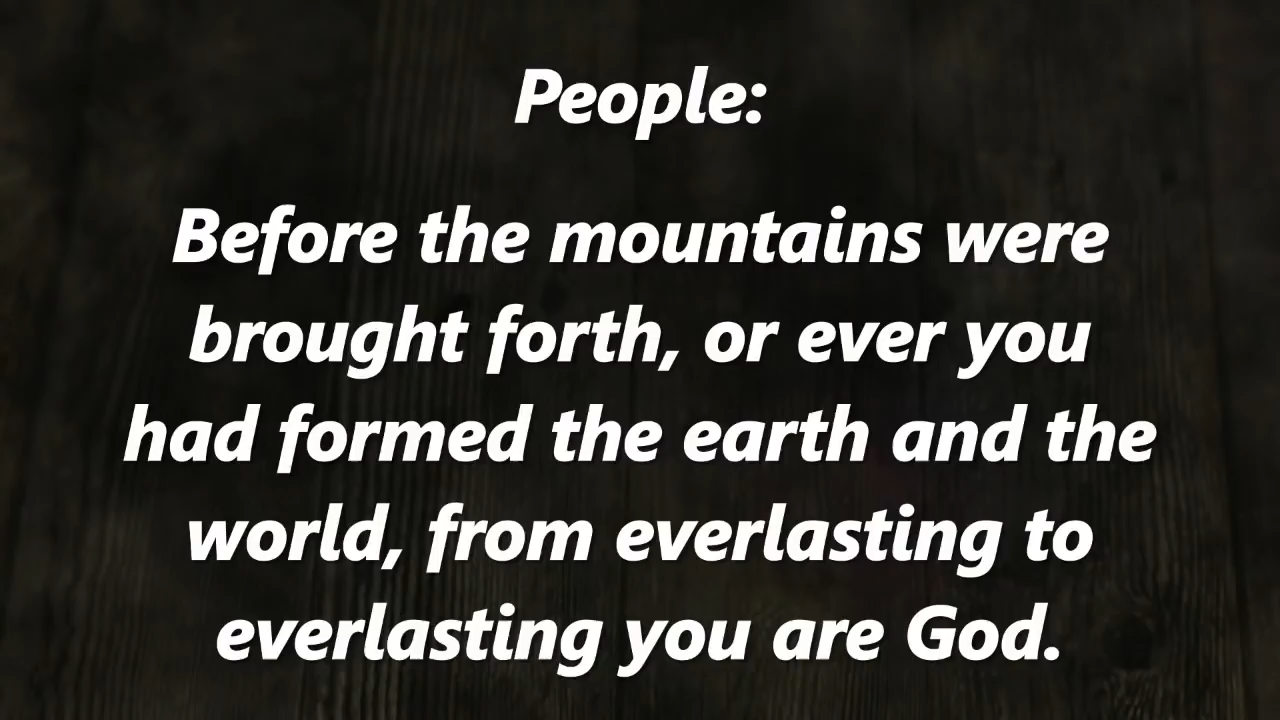 People:
Before the mountains were
brought forth, or ever you
had formed the earth and the
world, from everlasting to
everlasting you are God.